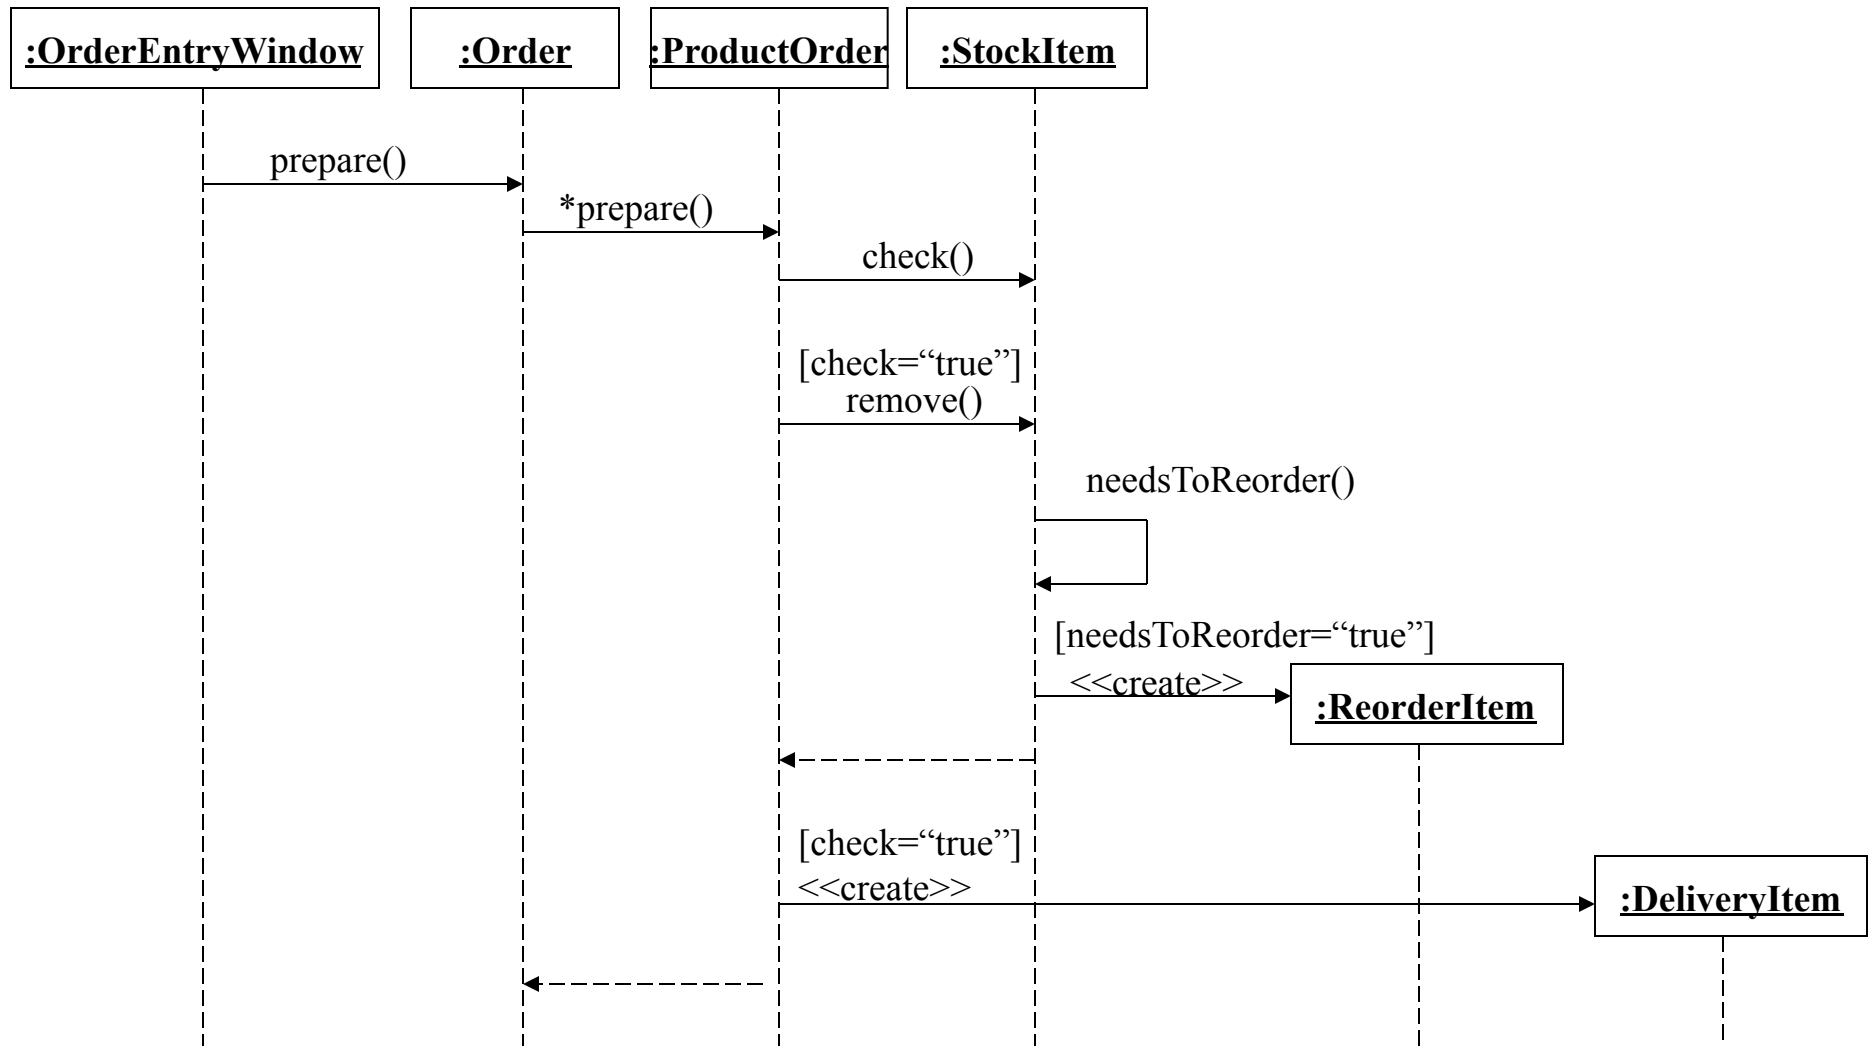 :OrderEntryWindow
:Order
:ProductOrder
:StockItem
prepare()
*prepare()
check()
[check=“true”]
remove()
needsToReorder()
[needsToReorder=“true”]
<<create>>
:ReorderItem
[check=“true”]
<<create>>
:DeliveryItem